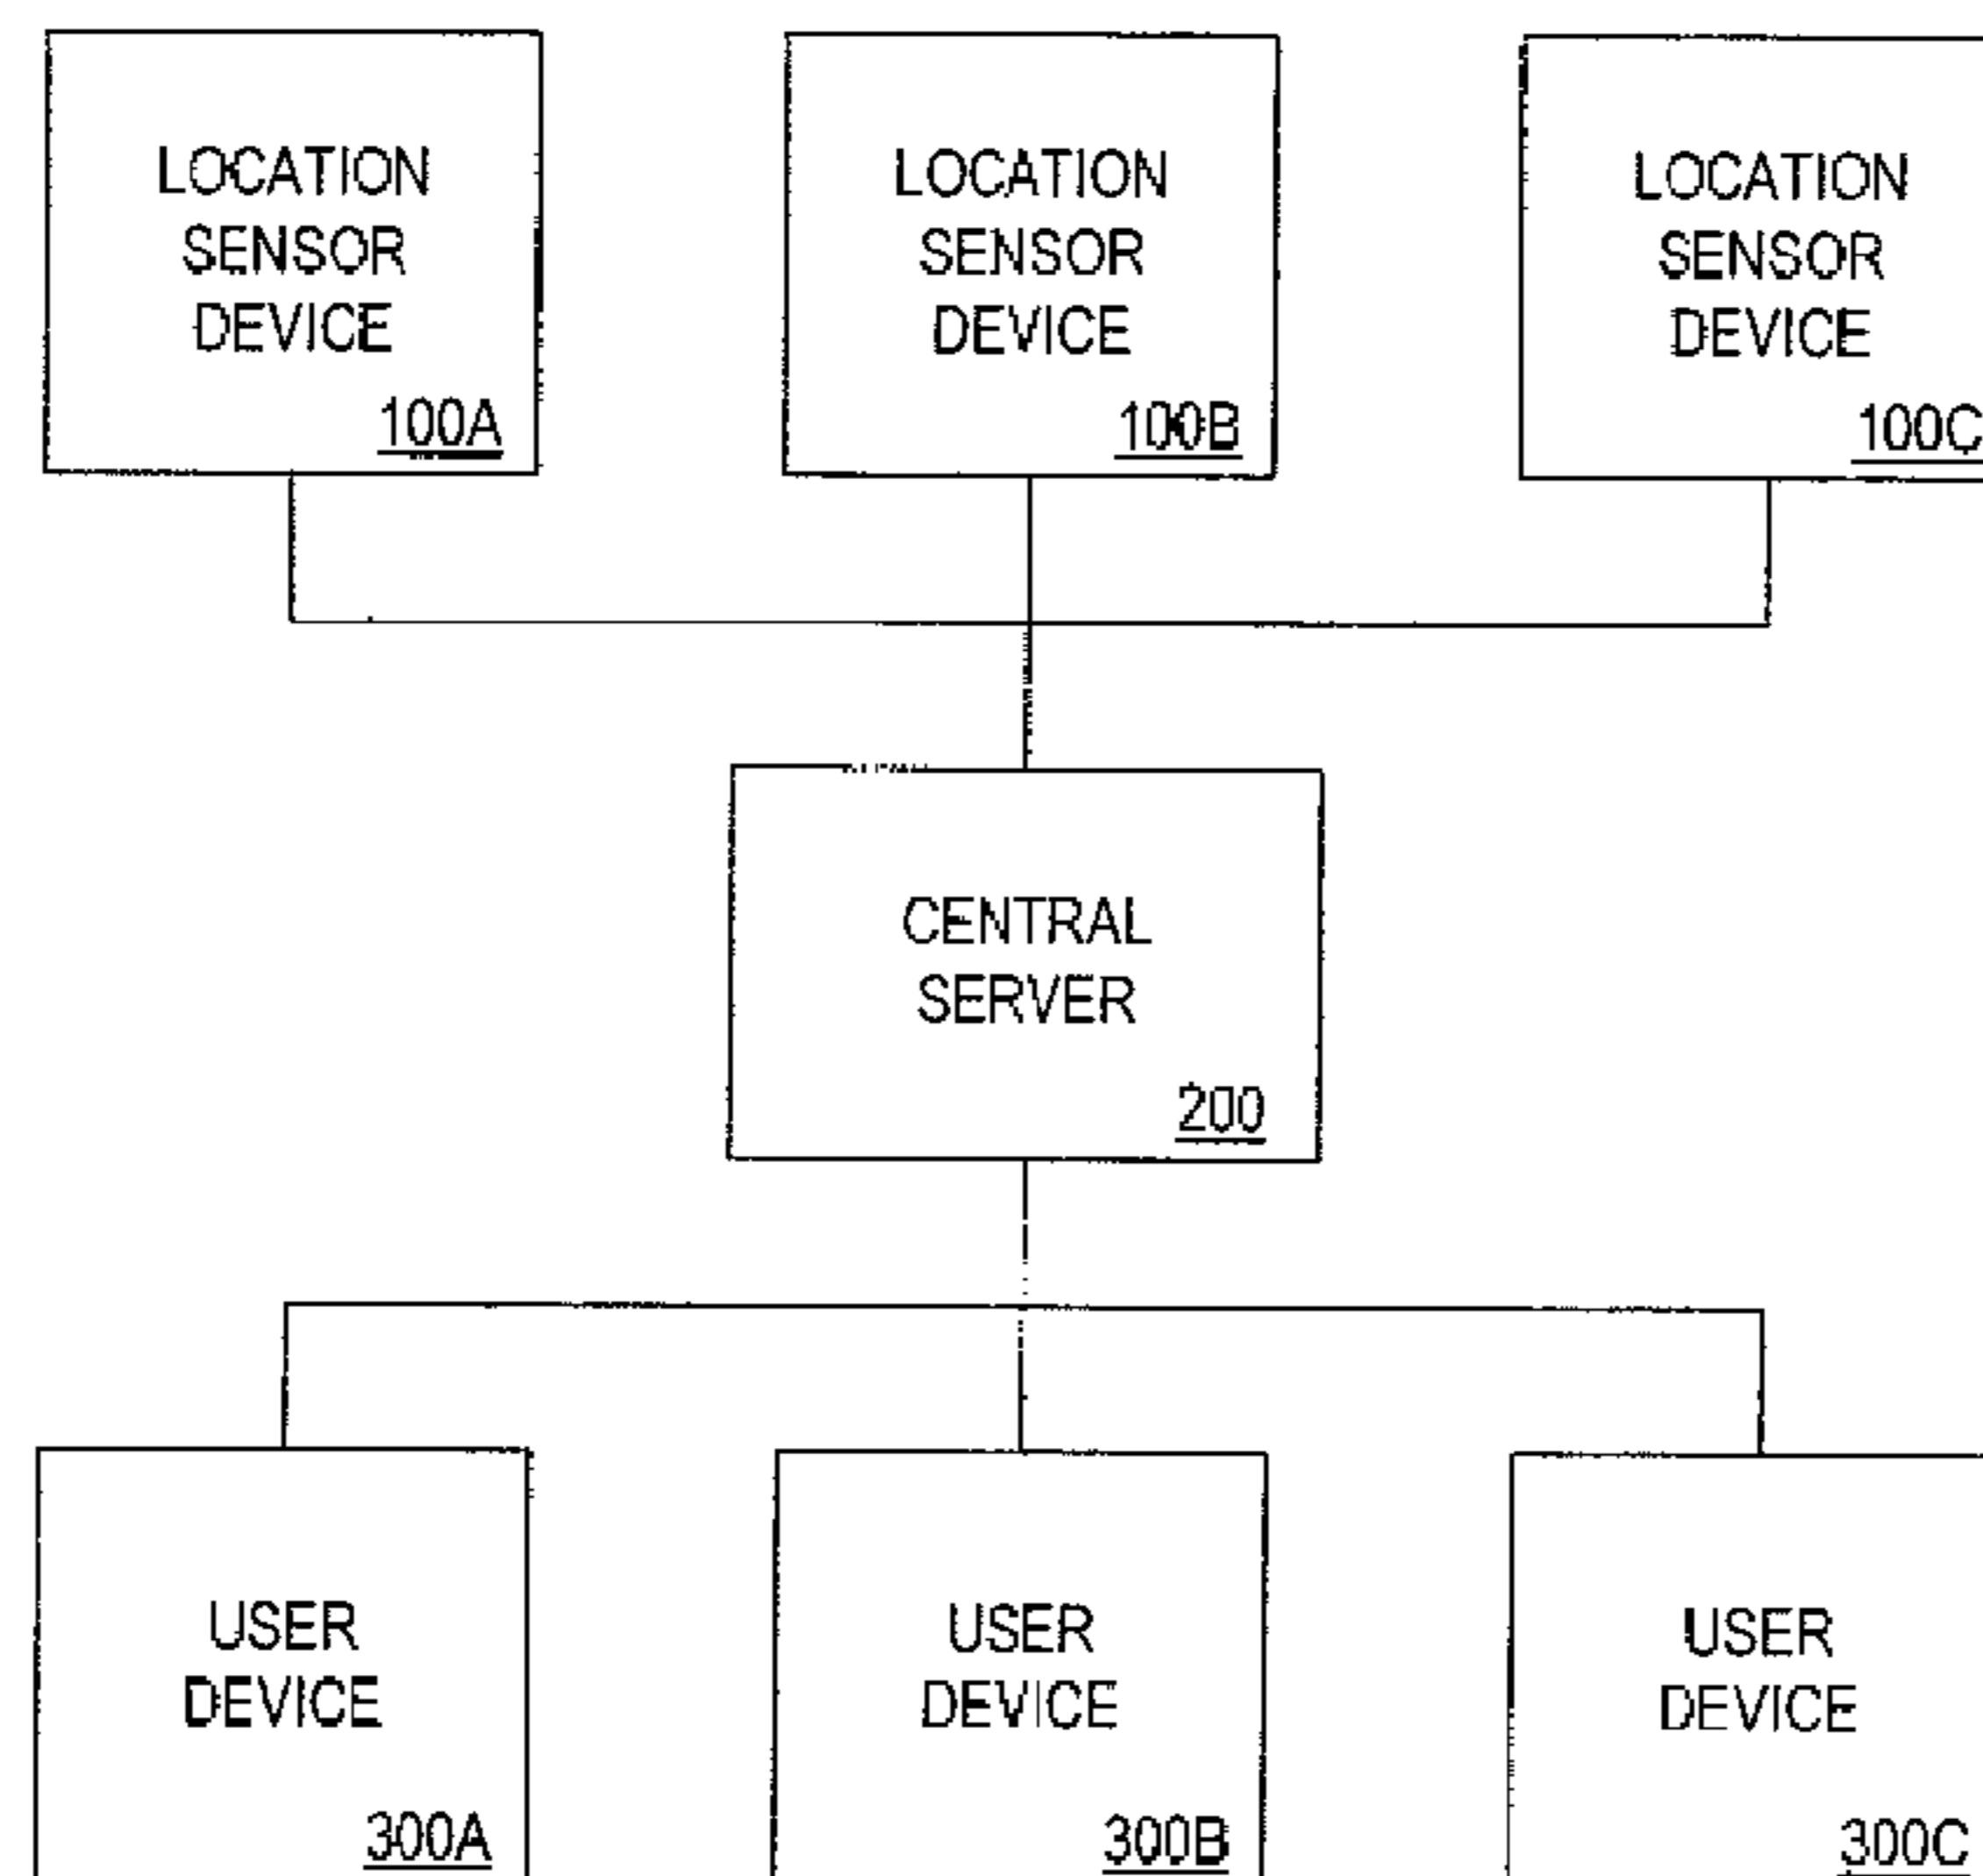 LOCATION
SENSOR
DEVICE
100A
LOCATION
SENSOR
DEVICE
100B
LOCATION
SENSOR
DEVICE
100C
CENTRAL
SERVER
200
USER
DEVICE
300A
USER
DEVICE
300B
USER
DEVICE
300C